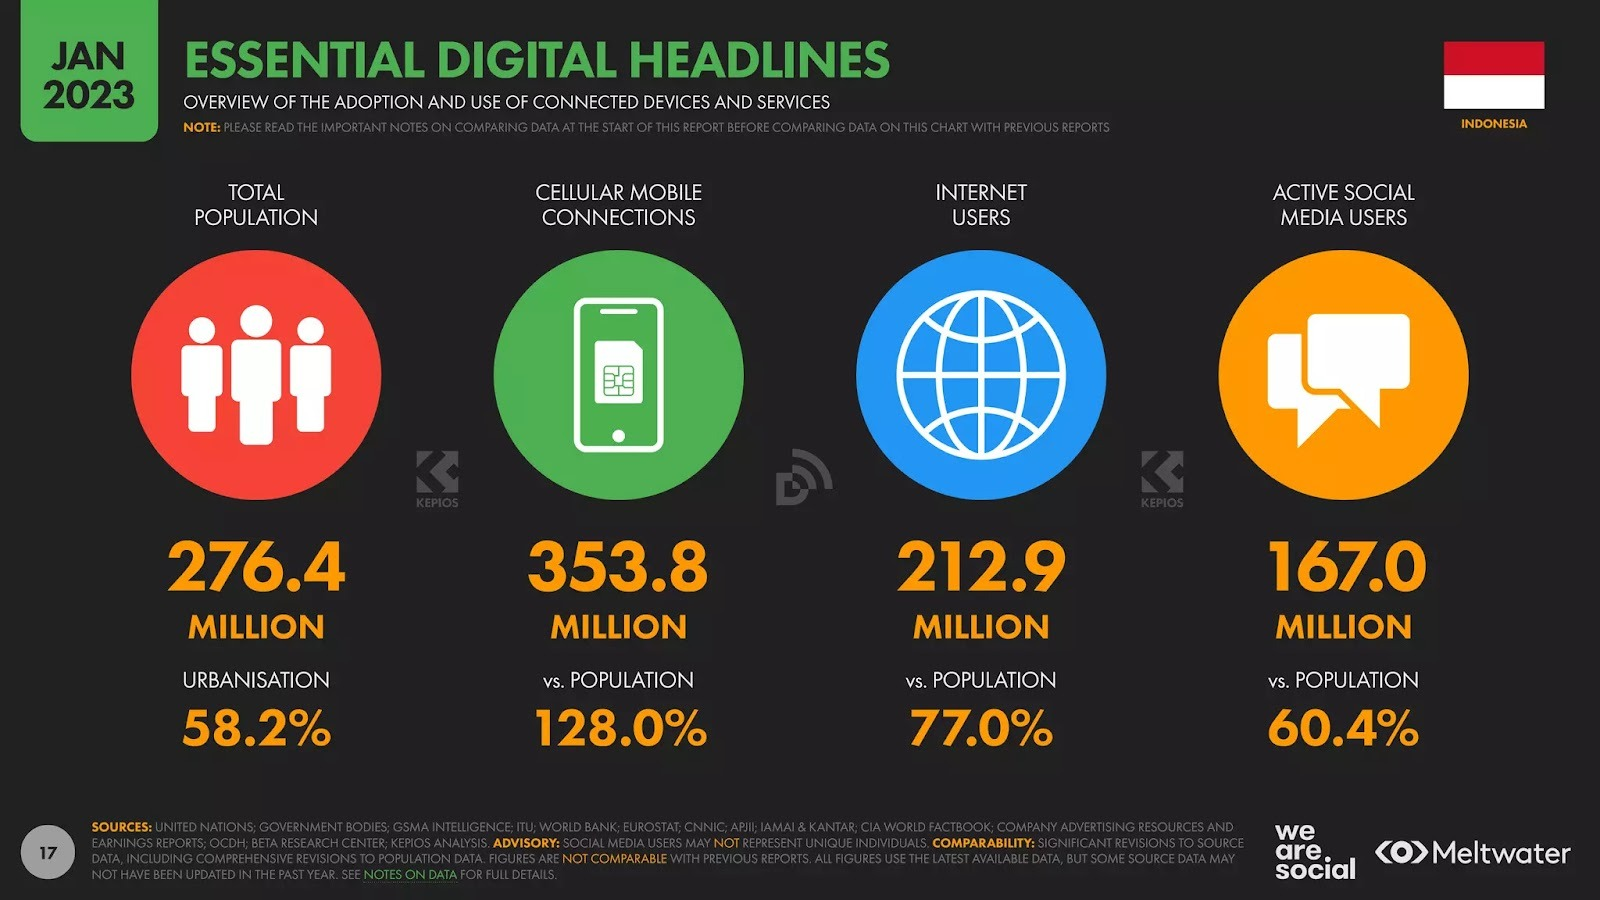 JAN
2023
ESSENTIAL DIGITAL HEADLINES
OVERVIEW OF THE ADOPTION AND USE OF CONNECTED DEVICES AND SERVICES
NOTE: PLEASE READ THE IMPORTANT NOTES ON COMPARING DATA AT THE START OF THIS REPORT BEFORE COMPARING DATA ON THIS CHART WITH PREVIOUS REPORTS
INDONESIA
TOTAL
POPULATION
276.4
MILLION
URBANISATION
58.2%
CELLULAR MOBILE
CONNECTIONS
353.8
MILLION
vs. POPULATION
128.0%
INTERNET
USERS
212.9
MILLION
vs. POPULATION
77.0%
ACTIVE SOCIAL
MEDIA USERS
167.0
MILLION
vs. POPULATION
60.4%
KEPIOS
KEPIOS
17
SOURCES: UNITED NATIONS; GOVERNMENT BODIES; GSMA INTELLIGENCE; ITU; WORLD BANK; EUROSTAT; CNNIC; APJII; IAMAI & KANTAR; CIA WORLD FACTBOOK; COMPANY ADVERTISING RESOURCES AND
EARNINGS REPORTS; OCDH; BETA RESEARCH CENTER; KEPIOS ANALYSIS. ADVISORY: SOCIAL MEDIA USERS MAY NOT REPRESENT UNIQUE INDIVIDUALS. COMPARABILITY: SIGNIFICANT REVISIONS TO SOURCE
DATA, INCLUDING COMPREHENSIVE REVISIONS TO POPULATION DATA. FIGURES ARE NOT COMPARABLE WITH PREVIOUS REPORTS. ALL FIGURES USE THE LATEST AVAILABLE DATA, BUT SOME SOURCE DATA MAY
NOT HAVE BEEN UPDATED IN THE PAST YEAR. SEE NOTES ON DATA FOR FULL DETAILS.
we
are
social
Meltwater